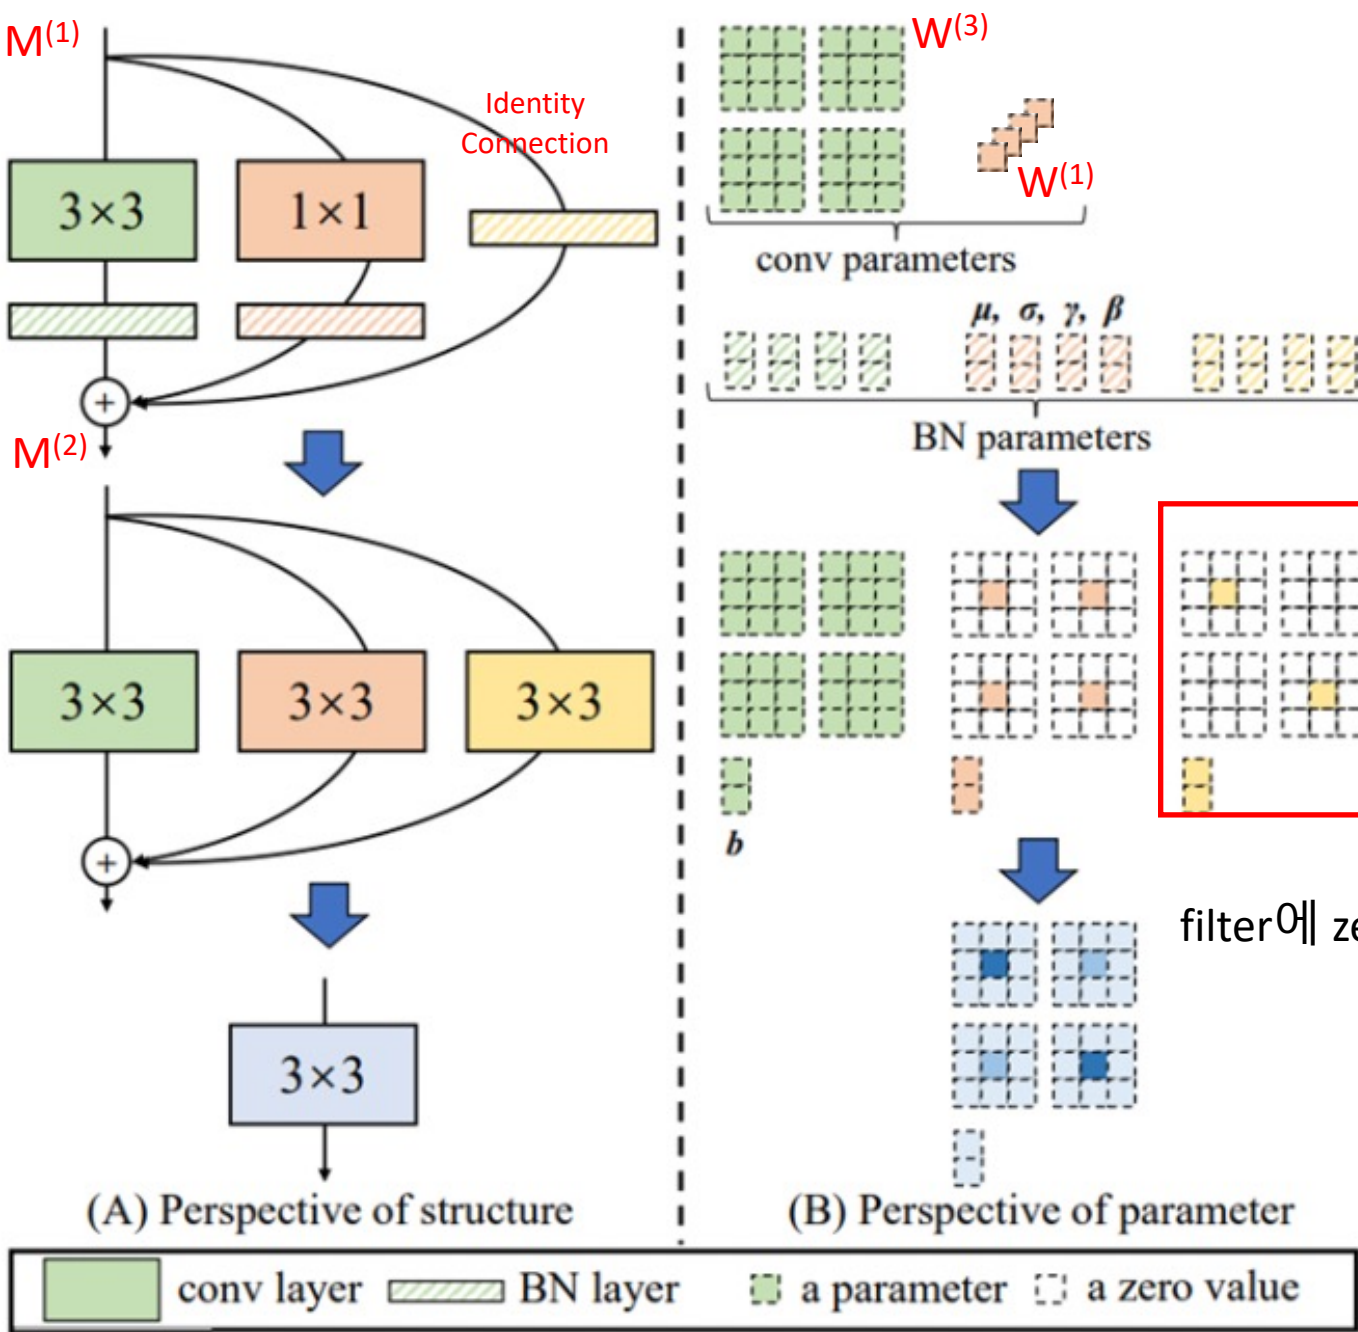 M(1)
Identity
Connection
3×3
1×1
+
M(2)
3×3
3×3
3×3
+
3×3
(A) Perspective of structure
W(3)
W(1)
conv parameters
μ, σ, γ, β
BN parameters
b
filter에
(B) Perspective of parameter
conv layer
BN layer
a parameter
a zero value